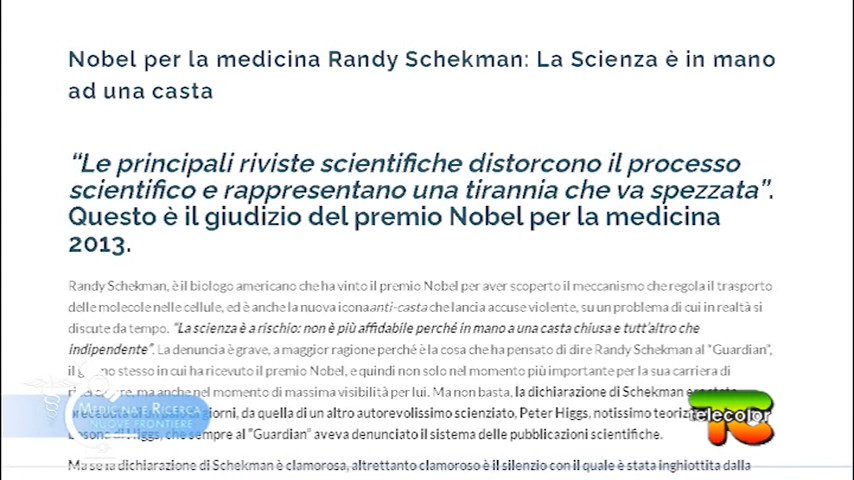 Nobel per la medicina Randy Schekman: La Scienza è in mano
ad una casta
“Le principali riviste scientifiche distorcono il processo
scientifico e rappresentano una tirannia che va spezzata”.
Questo è il giudizio del premio Nobel per la medicina
2013.
Randy Schekman, è il biologo americano che ha vinto il premio Nobel per aver scoperto il meccanismo che regola il trasporto
delle molecole nelle cellule, ed è anche la nuova icona anti-casta che lancia accuse violente, su un problema di cui in realtà si
discute da tempo. “La scienza è a rischio: non è più affidabile perché in mano a una casta chiusa e tutt’altro che
indipendente”. La denuncia è grave, a maggior ragione perché è la cosa che ha pensato di dire Randy Schekman al “Guardian”,
il giorno stesso in cui ha ricevuto il premio Nobel, e quindi non solo nel momento più importante per la sua carriera di
ma anche nel momento di massima visibilità per lui. Ma non basta, la dichiarazione di Schekman era stata
giorni, da quella di un altro autorevolissimo scienziato, Peter Higgs, notissimo
di Higgs, che sempre al “Guardian” aveva denunciato il sistema delle pubblicazioni scientifiche.
Ma se la dichiarazione di Schekman è clamorosa, altrettanto clamoroso è il silenzio con il quale è stata inghiottita dalla
MEDICINA E RICERCA
NUOVE FRONTIERE
telecolor
TC